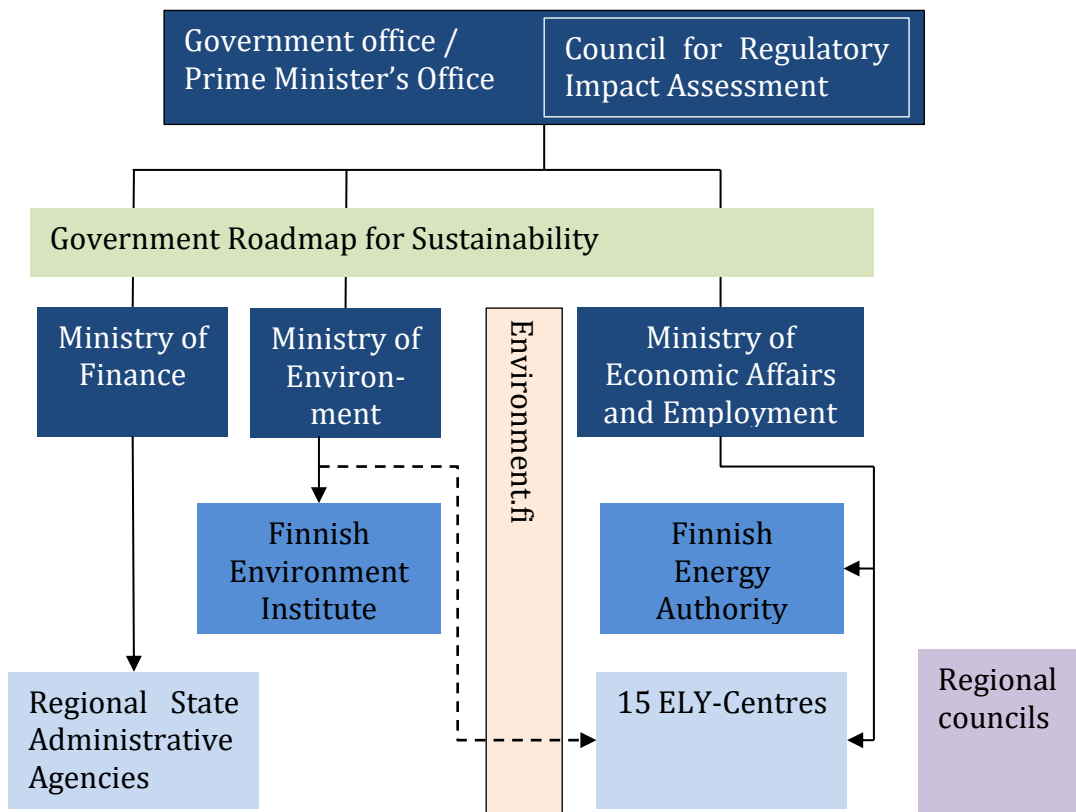 Government office /
Prime Minister’s Office
Council for Regulatory
Impact Assessment
Government Roadmap for Sustainability
Ministry of
Finance
Ministry of
Environ-
ment
Environment.fi
Ministry of
Economic Affairs
and Employment
Finnish
Environment
Institute
Finnish
Energy
Authority
Regional State
Administrative
Agencies
15 ELY-Centres
Regional
councils